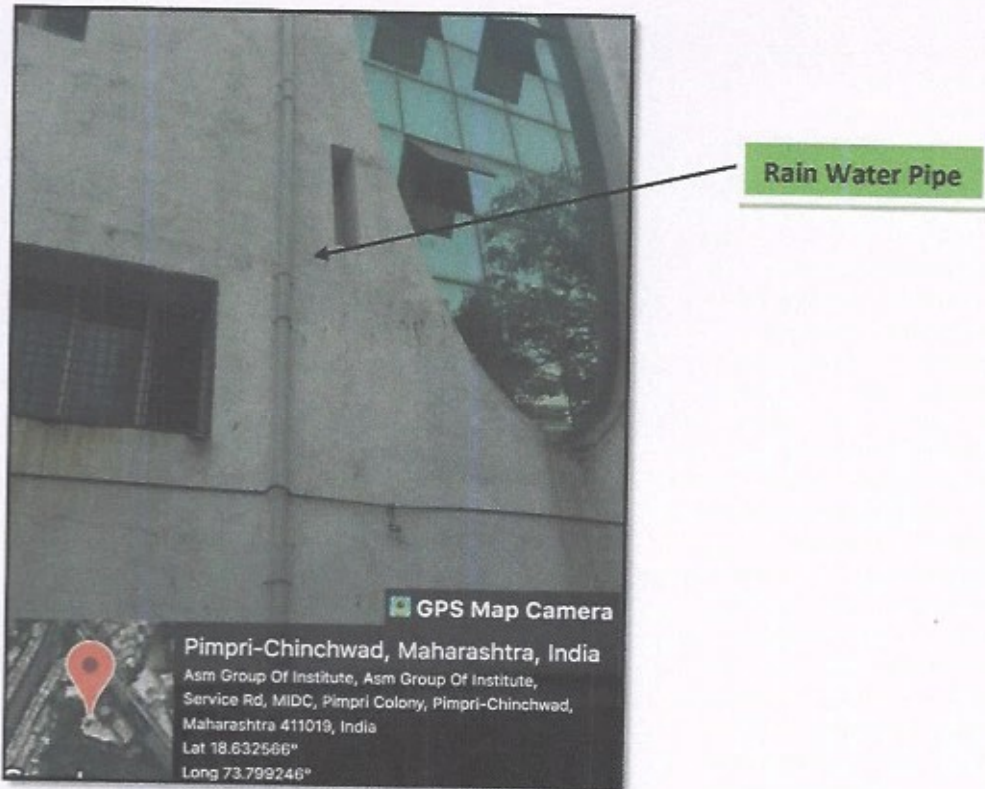 Rain Water Pipe
GPS Map Camera
Pimpri-Chinchwad, Maharashtra, India
Asm Group Of Institute, Asm Group Of Institute,
Service Rd, MIDC, Pimpri Colony, Pimpri-Chinchwad,
Maharashtra 411019, India
Lat 18.632566°
Long 73.799246°